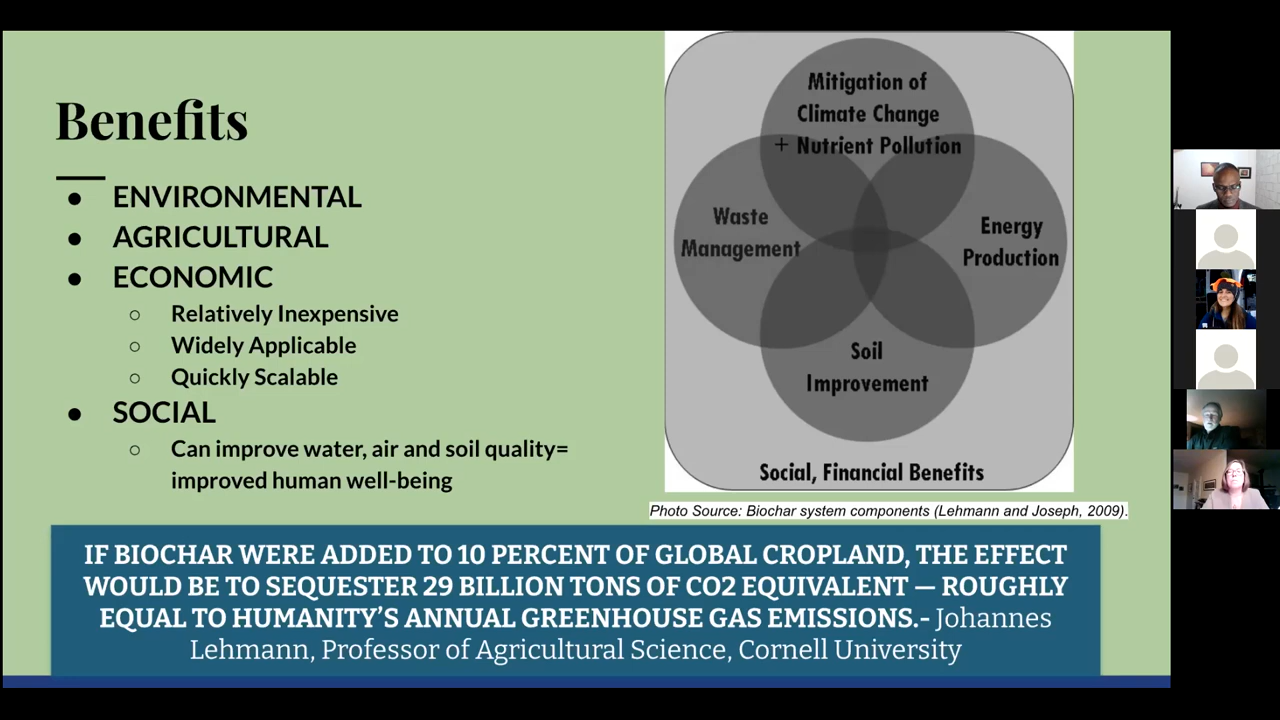 Benefits
● ENVIRONMENTAL
● AGRICULTURAL
● ECONOMIC
○ Relatively Inexpensive
○ Widely Applicable
○ Quickly Scalable
● SOCIAL
○ Can improve water, air and soil quality=
improved human well-being
Mitigation of
Climate Change
+ Nutrient Pollution
Waste
Management
Energy
Production
Soil
Improvement
Social, Financial Benefits
Photo Source: Biochar system components (Lehmann and Joseph, 2009).
IF BIOCHAR WERE ADDED TO 10 PERCENT OF GLOBAL CROPLAND, THE EFFECT
WOULD BE TO SEQUESTER 29 BILLION TONS OF CO2 EQUIVALENT — ROUGHLY
EQUAL TO HUMANITY’S ANNUAL GREENHOUSE GAS EMISSIONS.- Johannes
Lehmann, Professor of Agricultural Science, Cornell University